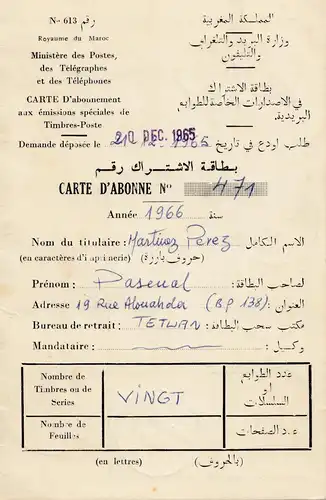 N° 613 رقم
Royaume du Maroc
المملكة المغربية
Ministère des Postes,
des Télégraphes
et des Téléphones
وزارة البريد والتلغراف
والتليفون
CARTE D'abonnement
aux émissions spéciales de
Timbres-Poste
بطاقة الاشتراك
في الاصدارات الخاصة للطوابع
البريدية.
20 DEC. 1965
Demande déposée le 21 12 1965 طلب اودع في تاريخ
بطاقة الاشتراك رقم
CARTE D'ABONNE N° 471
Année 1966 سنة
Nom du titulaire: Martinez Perez الاسم الكامل
(en caractères d'imprimerie) (حروف بارزة)
Prénom: Pascual لصاحب البطاقة:
Adresse 19 Rue Alouahda (BP 138) العنوان:
Bureau de retrait: TETUAN مكتب سحب البطاقة:
Mandataire: وكيل:
Nombre de
Timbres ou de
Series
VINGT
عدد الطوابع
او
السلسلات
Nombre de
Feuilles
عدد الصفحات
(en lettres) (بالحروف)